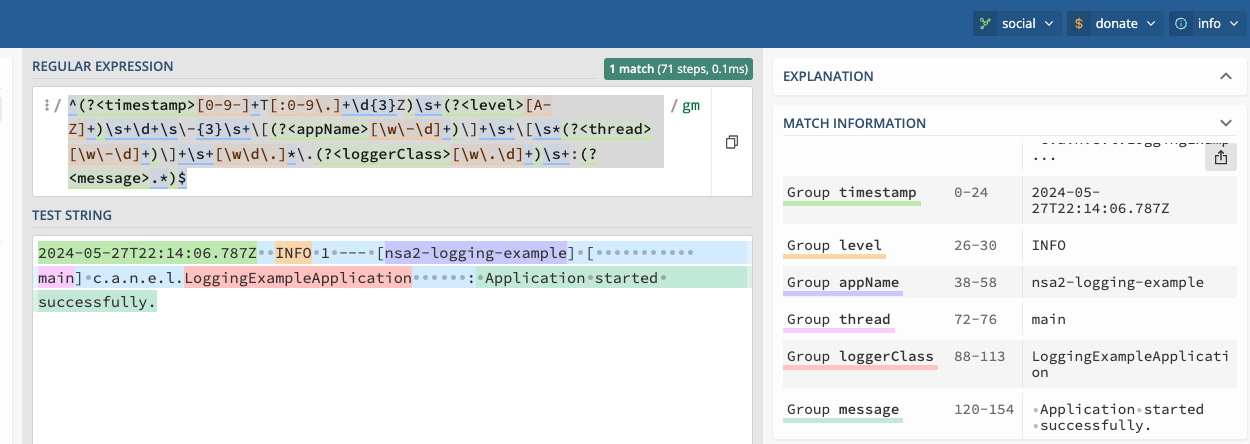 social
donate
info
REGULAR EXPRESSION
1 match (71 steps, 0.1ms)
/ ^(?<timestamp>[0-9-]+T[:0-9\.]+\d{3}Z)\s+(?<level>[A-
Z]+)\s+\d+\s\-{3}\s+\[(?<appName>[\w\-\d]+)\]+\s+\[\s*(?<thread>
[\w\-\d]+)\]+\s+[\w\d\.]*\.(?<loggerClass>[\w\.\d]+)\s+:(?
<message>.*)$
/ gm
TEST STRING
2024-05-27T22:14:06.787Z··INFO·1·---·[nsa2-logging-example]·[···········
main]·c.a.n.e.l.LoggingExampleApplication······:·Application·started·
successfully.
EXPLANATION
MATCH INFORMATION
...
Group timestamp 0-24 2024-05-
27T22:14:06.787Z
Group level 26-30 INFO
Group appName 38-58 nsa2-logging-example
Group thread 72-76 main
Group loggerClass 88-113 LoggingExampleApplicati
on
Group message 120-154 ·Application·started
·successfully.